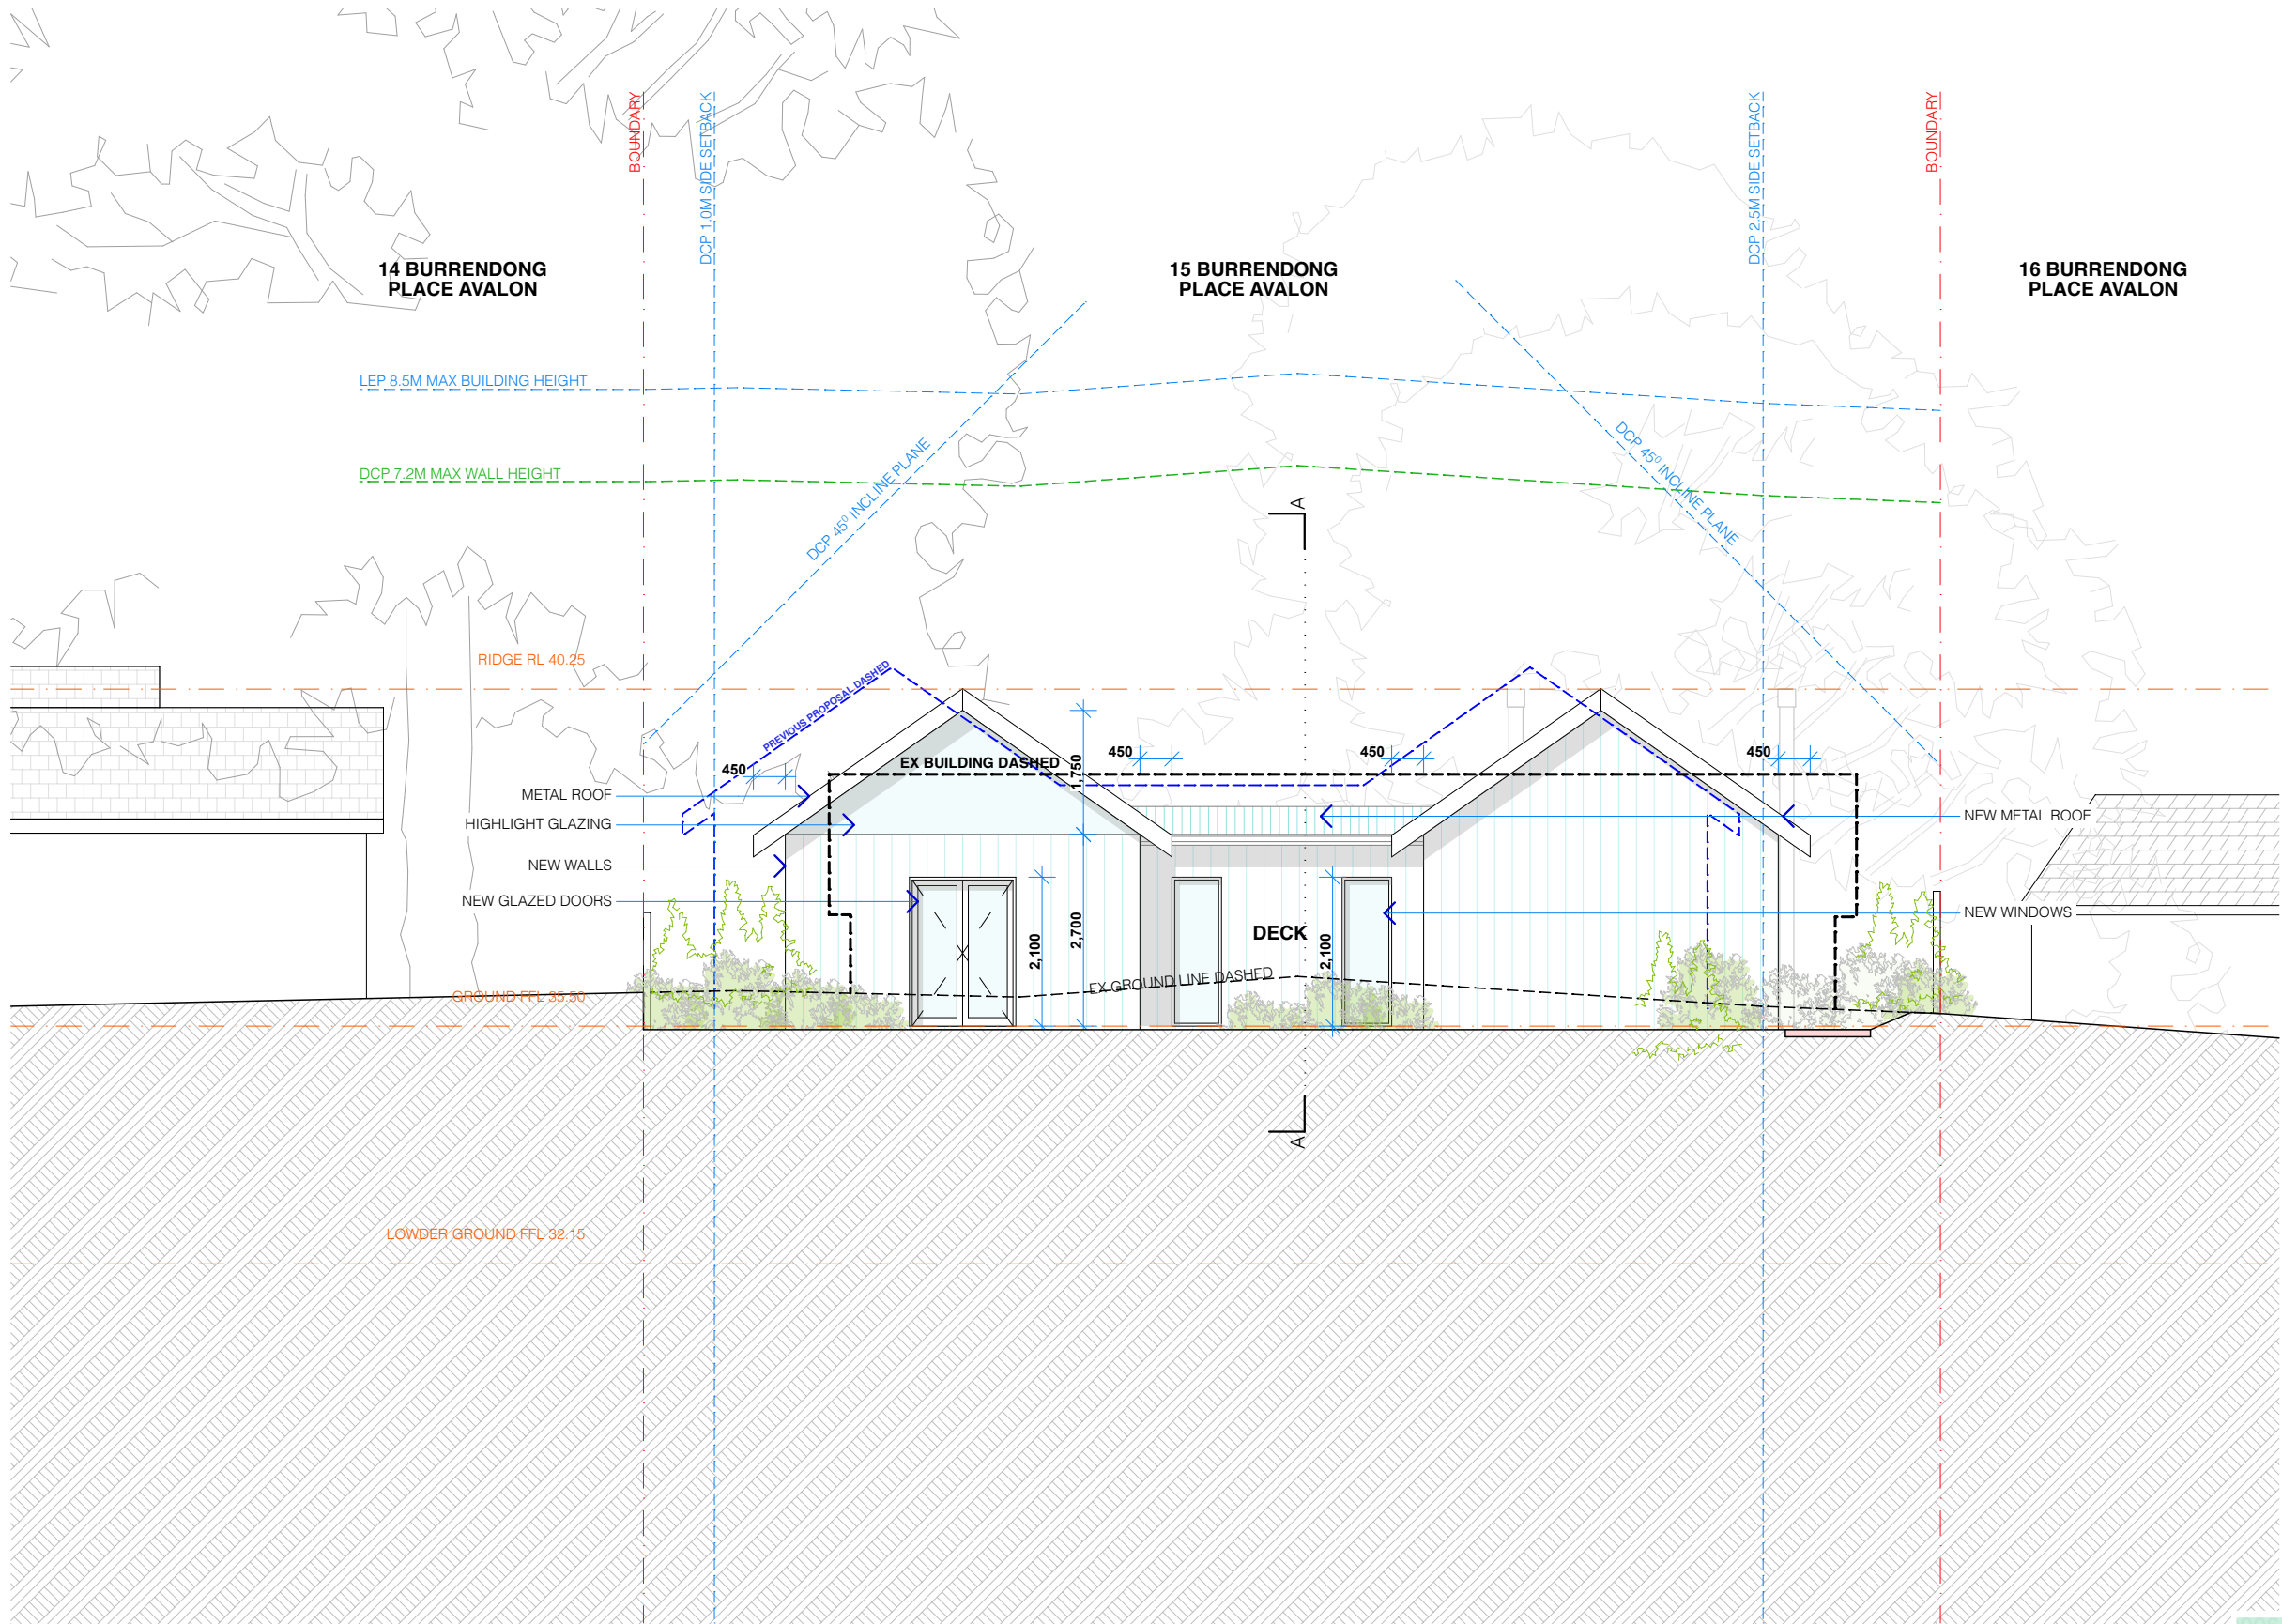 BOUNDARY
DCP 1.0M SIDE SETBACK
DCP 2.5M SIDE SETBACK
BOUNDARY
14 BURRENDONG
PLACE AVALON
15 BURRENDONG
PLACE AVALON
16 BURRENDONG
PLACE AVALON
LEP 8.5M MAX BUILDING HEIGHT
DCP 7.2M MAX WALL HEIGHT
DCP 45⁰ INCLINE PLANE
DCP 45⁰ INCLINE PLANE
A
RIDGE RL 40.25
PREVIOUS PROPOSAL DASHED
450
EX BUILDING DASHED
1,750
450
450
450
METAL ROOF
HIGHLIGHT GLAZING
NEW WALLS
NEW GLAZED DOORS
NEW METAL ROOF
NEW WINDOWS
2,100
2,700
DECK
2,100
EX GROUND LINE DASHED
GROUND FFL 35.50
A
LOWDER GROUND FFL 32.15